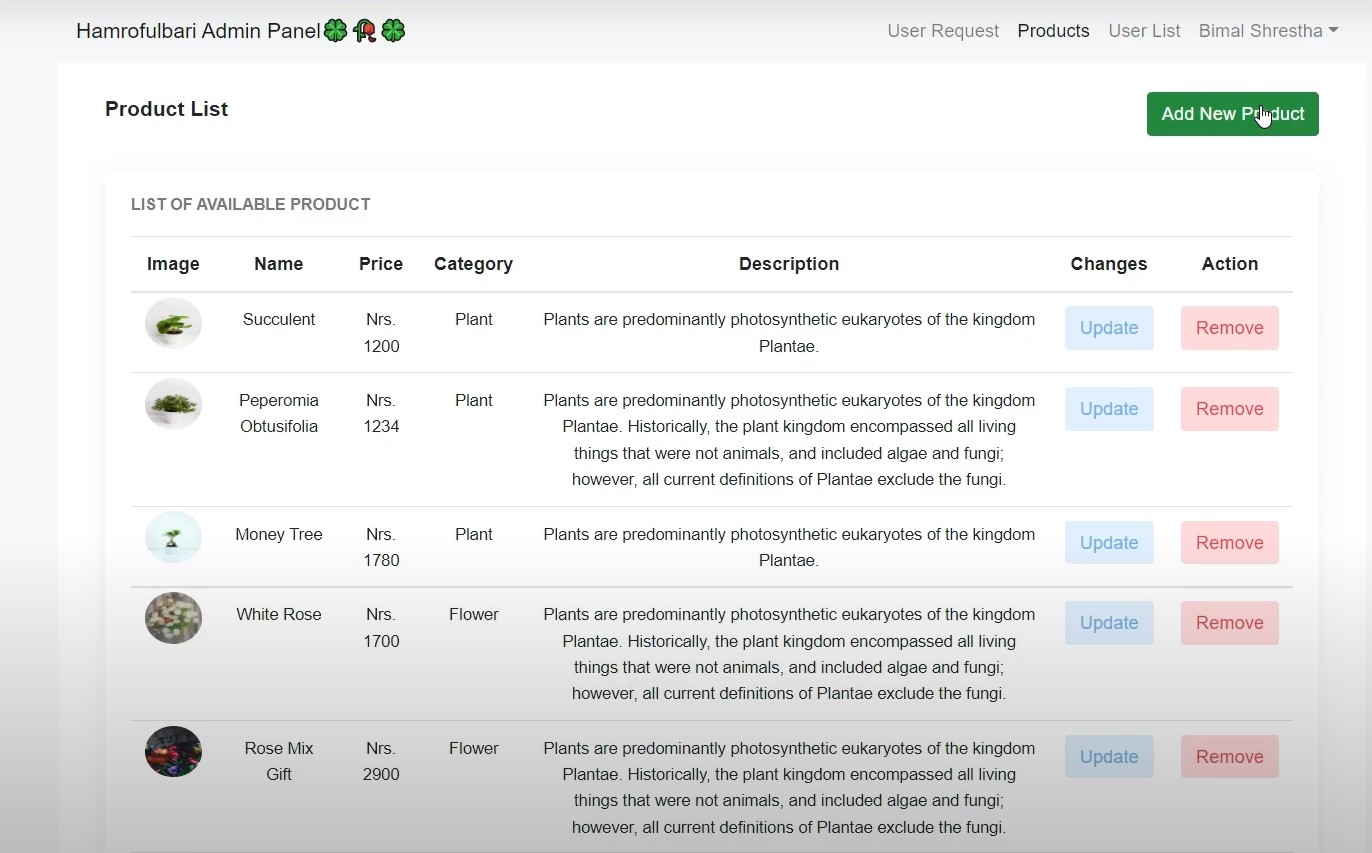 Hamrofulbari Admin Panel🍀🥀🍀 User Request Products User List Bimal Shrestha
Product List
Add New Product
LIST OF AVAILABLE PRODUCT
Image Name Price Category Description Changes Action
Succulent Nrs. Plant Plants are predominantly photosynthetic eukaryotes of the kingdom Update Remove
1200 Plantae.
Peperomia Nrs. Plant Plants are predominantly photosynthetic eukaryotes of the kingdom Update Remove
Obtusifolia 1234 Plantae. Historically, the plant kingdom encompassed all living
things that were not animals, and included algae and fungi;
however, all current definitions of Plantae exclude the fungi.
Money Tree Nrs. Plant Plants are predominantly photosynthetic eukaryotes of the kingdom Update Remove
1780 Plantae.
White Rose Nrs. Flower Plants are predominantly photosynthetic eukaryotes of the kingdom Update Remove
1700 Plantae. Historically, the plant kingdom encompassed all living
things that were not animals, and included algae and fungi;
however, all current definitions of Plantae exclude the fungi.
Rose Mix Nrs. Flower Plants are predominantly photosynthetic eukaryotes of the kingdom Update Remove
Gift 2900 Plantae. Historically, the plant kingdom encompassed all living
things that were not animals, and included algae and fungi;
however, all current definitions of Plantae exclude the fungi.